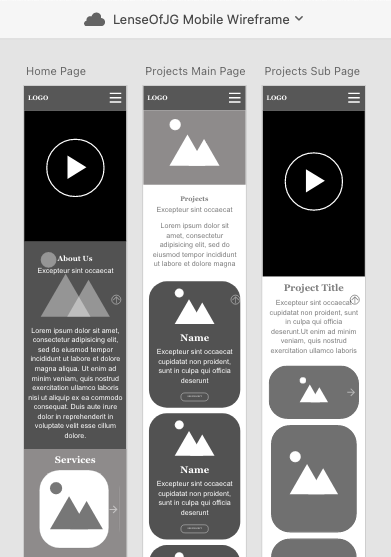 LenseOfJG Mobile Wireframe
Home Page
LOGO
About Us
Excepteur sint occaecat
Lorem ipsum dolor sit amet,
consectetur adipisicing elit,
sed do eiusmod tempor
incididunt ut labore et dolore
magna aliqua. Ut enim ad
minim veniam, quis nostrud
exercitation ullamco laboris
nisi ut aliquip ex ea commodo
consequat. Duis aute irure
dolor in reprehenderit in
voluptate velit esse cillum
dolore.
Services
Projects Main Page
LOGO
Projects
Excepteur sint occaecat
Lorem ipsum dolor sit
amet, consectetur
adipisicing elit, sed do
eiusmod tempor incididunt
ut labore et dolore magna
Name
Excepteur sint occaecat
cupidatat non proident,
sunt in culpa qui officia
deserunt
Name
Excepteur sint occaecat
cupidatat non proident,
sunt in culpa qui officia
deserunt
Projects Sub Page
LOGO
Project Title
Excepteur sint occaecat
cupidatat non proident, sunt
in culpa qui officia
deserunt.Ut enim ad minim
veniam, quis nostrud
exercitation ullamco laboris